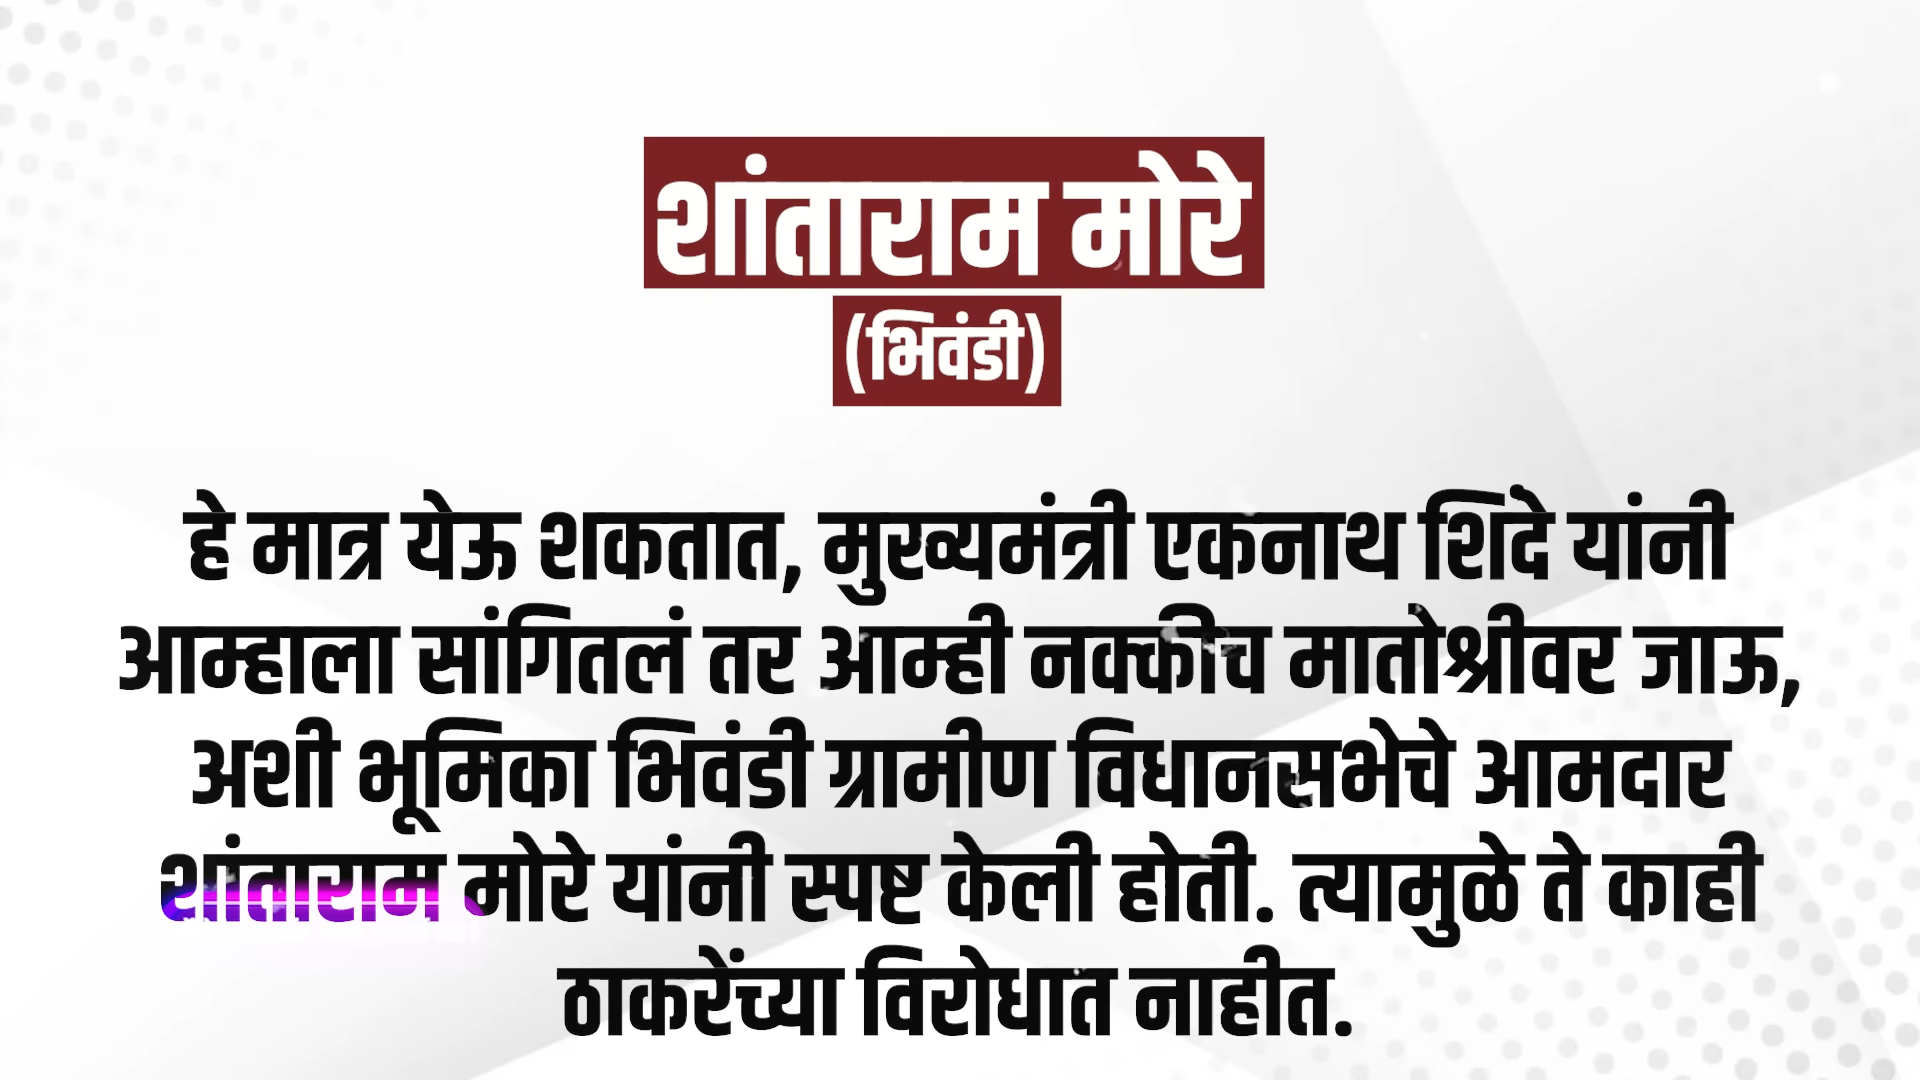 शांताराम मोरे
(भिवंडी)
हे मात्र येऊ शकतात, मुख्यमंत्री एकनाथ शिंदे यांनी
आम्हाला सांगितलं तर आम्ही नक्कीच मातोश्रीवर जाऊ,
अशी भूमिका भिवंडी ग्रामीण विधानसभेचे आमदार
शांताराम मोरे यांनी स्पष्ट केली होती. त्यामुळे ते काही
ठाकरेंच्या विरोधात नाहीत.